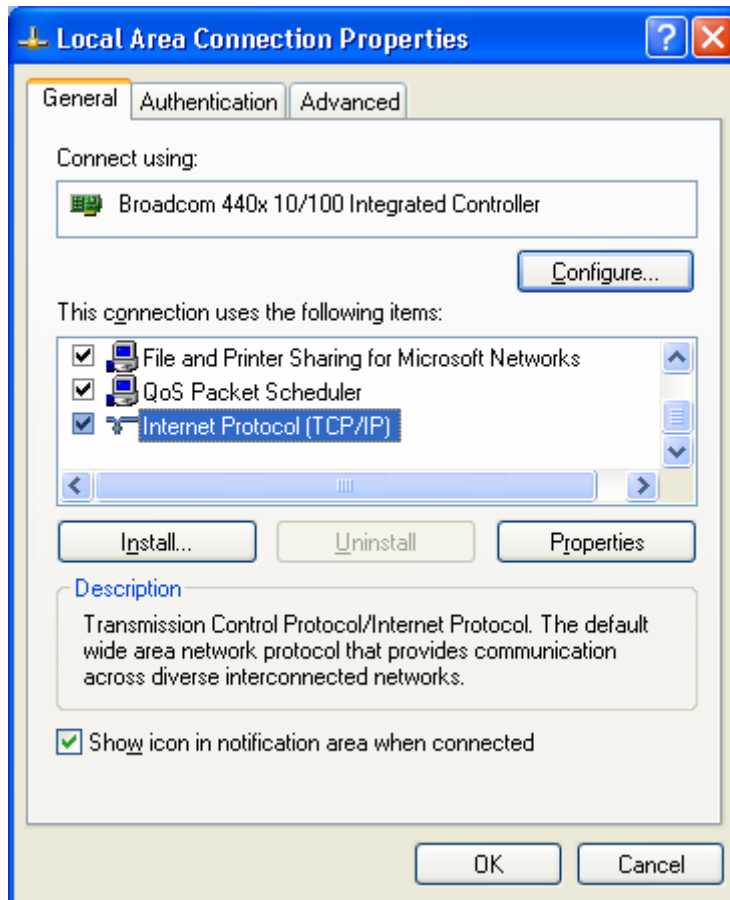 Local Area Connection Properties
General Authentication Advanced
Connect using:
Broadcom 440x 10/100 Integrated Controller
Configure...
This connection uses the following items:
File and Printer Sharing for Microsoft Networks
QoS Packet Scheduler
Internet Protocol (TCP/IP)
Install... Uninstall Properties
Description
Transmission Control Protocol/Internet Protocol. The default
wide area network protocol that provides communication
across diverse interconnected networks.
Show icon in notification area when connected
OK Cancel